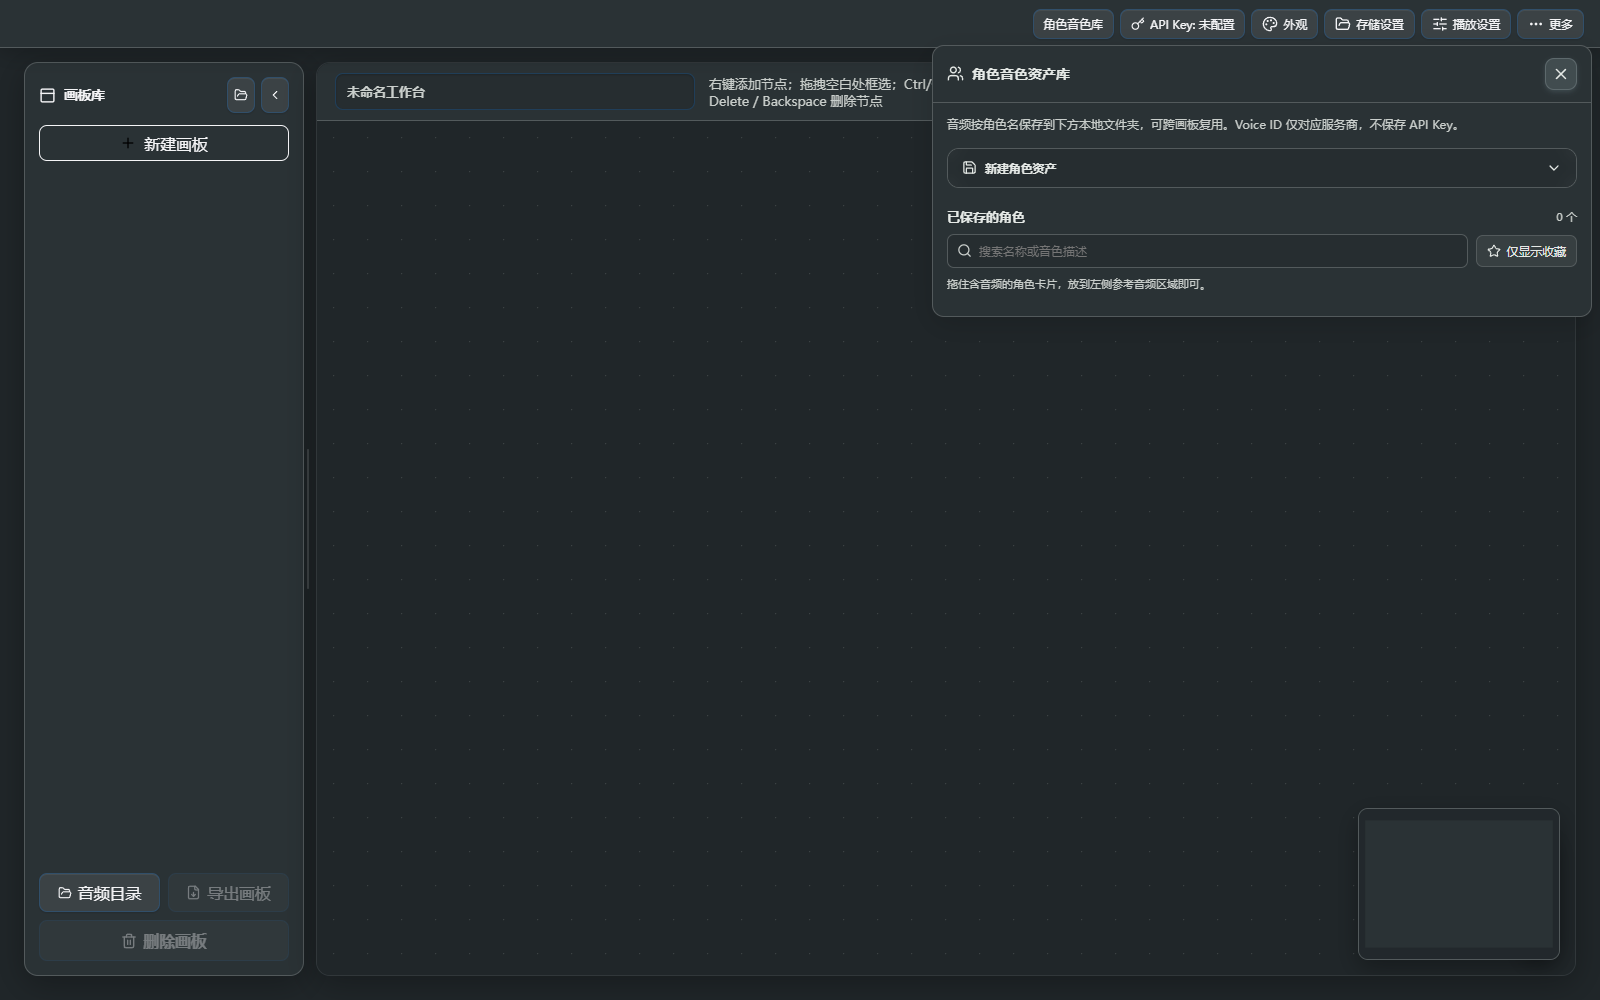 角色音色库
API Key: 未配置
外观
存储设置
播放设置
更多
画板库
新建画板
未命名工作台
右键添加节点；拖拽空白处框选；Ctrl/
Delete / Backspace 删除节点
角色音色资产库
音频按角色名保存到下方本地文件夹，可跨画板复用。Voice ID 仅对应服务商，不保存 API Key。
新建角色资产
已保存的角色
0 个
搜索名称或音色描述
仅显示收藏
拖住含音频的角色卡片，放到左侧参考音频区域即可。
音频目录
导出画板
删除画板